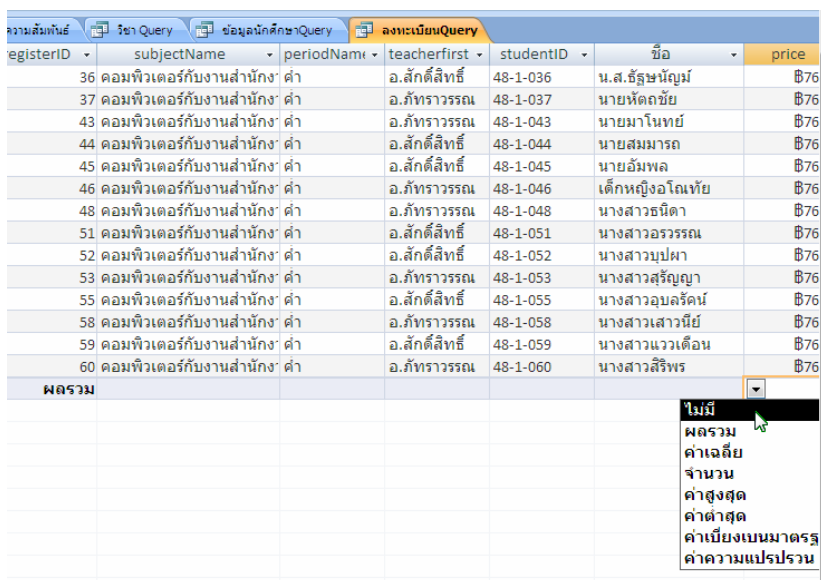 ความสัมพันธ์ วิชา Query ข้อมูลนักศึกษาQuery ลงทะเบียนQuery
registerID subjectName periodName teacherfirst studentID ชื่อ price
36 คอมพิวเตอร์กับงานสำนักงา ค่ำ อ.สักดิ์สิทธิ์ 48-1-036 น.ส.ธัฐษนัญม์ ฿76
37 คอมพิวเตอร์กับงานสำนักงา ค่ำ อ.ภัทราวรรณ 48-1-037 นายหัตถชัย ฿76
43 คอมพิวเตอร์กับงานสำนักงา ค่ำ อ.ภัทราวรรณ 48-1-043 นายมาโนทย์ ฿76
44 คอมพิวเตอร์กับงานสำนักงา ค่ำ อ.สักดิ์สิทธิ์ 48-1-044 นายสมมารถ ฿76
45 คอมพิวเตอร์กับงานสำนักงา ค่ำ อ.สักดิ์สิทธิ์ 48-1-045 นายอัมพล ฿76
46 คอมพิวเตอร์กับงานสำนักงา ค่ำ อ.ภัทราวรรณ 48-1-046 เด็กหญิงอโณทัย ฿76
48 คอมพิวเตอร์กับงานสำนักงา ค่ำ อ.ภัทราวรรณ 48-1-048 นางสาวธนิดา ฿76
51 คอมพิวเตอร์กับงานสำนักงา ค่ำ อ.สักดิ์สิทธิ์ 48-1-051 นางสาวอรวรรณ ฿76
52 คอมพิวเตอร์กับงานสำนักงา ค่ำ อ.สักดิ์สิทธิ์ 48-1-052 นางสาวบุปผา ฿76
53 คอมพิวเตอร์กับงานสำนักงา ค่ำ อ.ภัทราวรรณ 48-1-053 นางสาวสุรัญญา ฿76
55 คอมพิวเตอร์กับงานสำนักงา ค่ำ อ.สักดิ์สิทธิ์ 48-1-055 นางสาวอุบลรัตน์ ฿76
58 คอมพิวเตอร์กับงานสำนักงา ค่ำ อ.ภัทราวรรณ 48-1-058 นางสาวเสาวนีย์ ฿76
59 คอมพิวเตอร์กับงานสำนักงา ค่ำ อ.สักดิ์สิทธิ์ 48-1-059 นางสาวแววเดือน ฿76
60 คอมพิวเตอร์กับงานสำนักงา ค่ำ อ.ภัทราวรรณ 48-1-060 นางสาวสิริพร ฿76
ผลรวม
ไม่มี
ผลรวม
ค่าเฉลี่ย
จำนวน
ค่าสูงสุด
ค่าต่ำสุด
ค่าเบี่ยงเบนมาตรฐ
ค่าความแปรปรวน